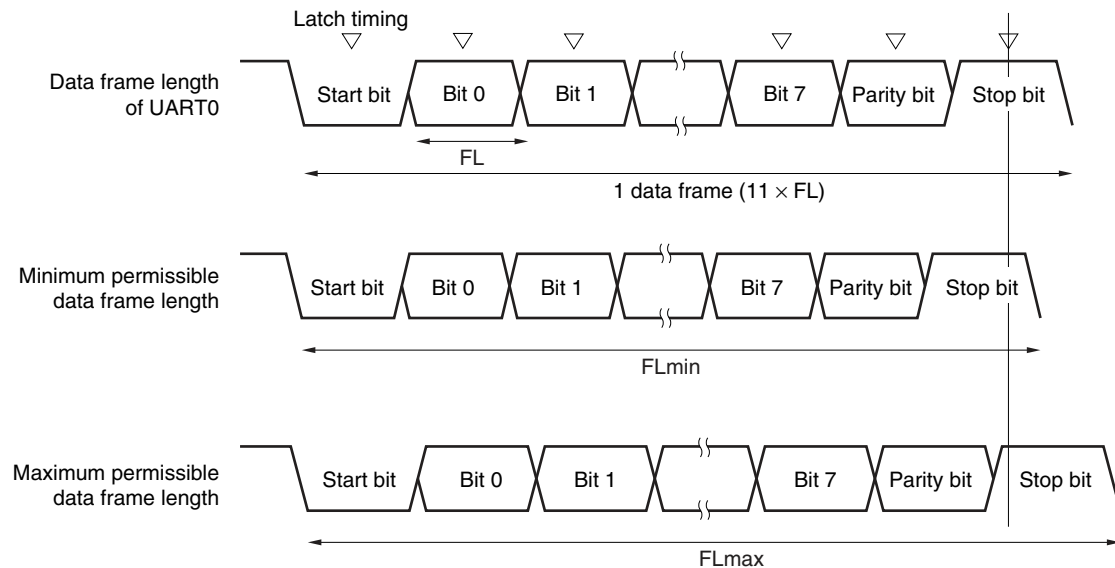 Latch timing
Data frame length
of UART0
Start bit
Bit 0
Bit 1
Bit 7
Parity bit
Stop bit
FL
1 data frame (11 × FL)
Minimum permissible
data frame length
Start bit
Bit 0
Bit 1
Bit 7
Parity bit
Stop bit
FLmin
Maximum permissible
data frame length
Start bit
Bit 0
Bit 1
Bit 7
Parity bit
Stop bit
FLmax